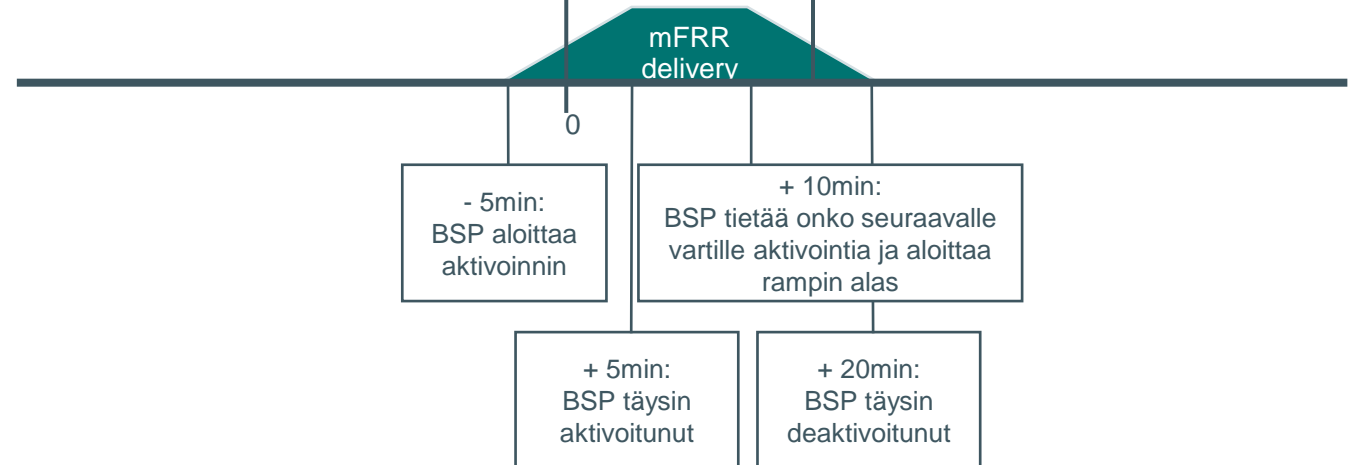 mFRR
delivery
0
- 5min:
BSP aloittaa
aktivoinnin
+ 10min:
BSP tietää onko seuraavalle
vartille aktivointia ja aloittaa
rampin alas
+ 5min:
BSP täysin
aktivoitunut
+ 20min:
BSP täysin
deaktivoitunut